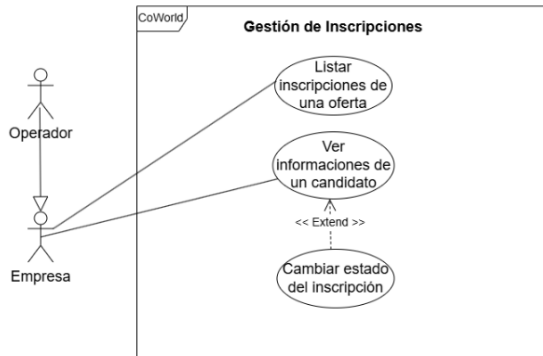 CoWorld
Gestión de Inscripciones
Listar
inscripciones de
una oferta
Operador
Ver
informaciones de
un candidato
<< Extend >>
Empresa
Cambiar estado
del inscripción